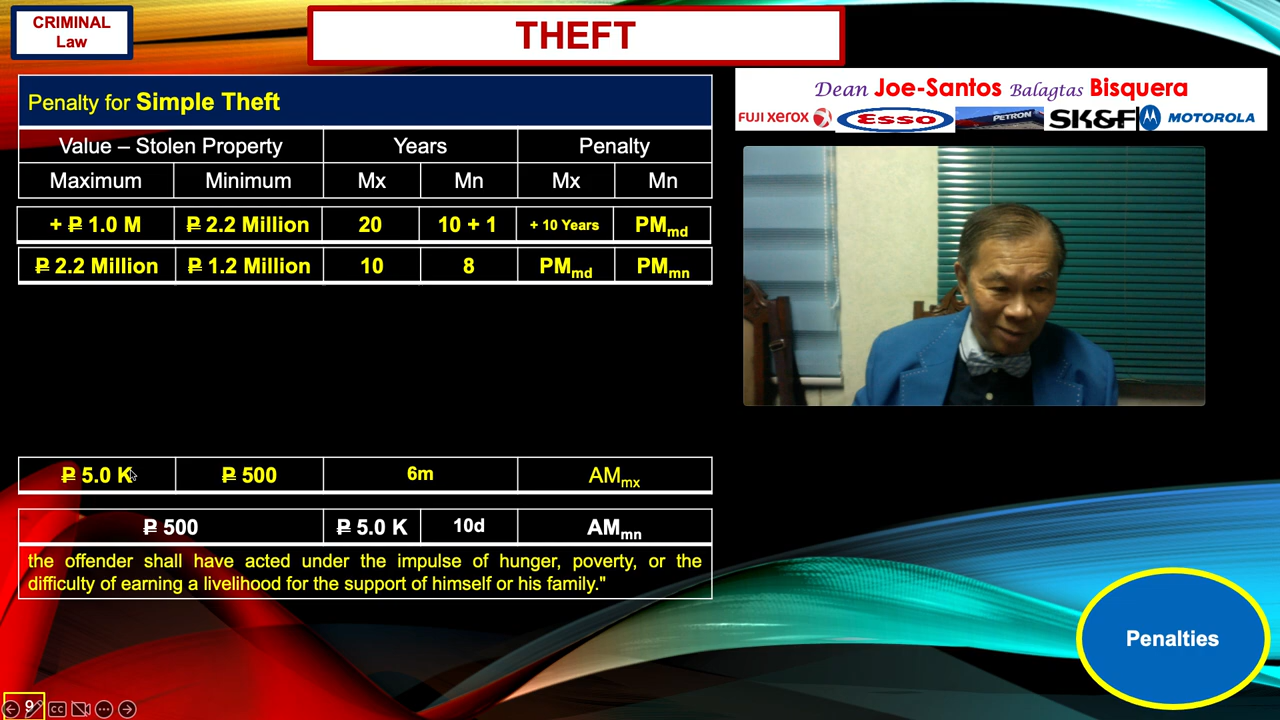 CRIMINAL
Law
THEFT
Dean Joe-Santos Balagtas Bisquera
FUJI XEROX Esso PETRON SK&F MOTOROLA
Penalty for Simple Theft
Value – Stolen Property Years Penalty
Maximum Minimum Mx Mn Mx Mn
+ ₱ 1.0 M ₱ 2.2 Million 20 10 + 1 + 10 Years PMmd
₱ 2.2 Million ₱ 1.2 Million 10 8 PMmd PMmn
₱ 5.0 K ₱ 500 6m AMmx
₱ 500 ₱ 5.0 K 10d AMmn
the offender shall have acted under the impulse of hunger, poverty, or the
difficulty of earning a livelihood for the support of himself or his family."
Penalties
9
CC